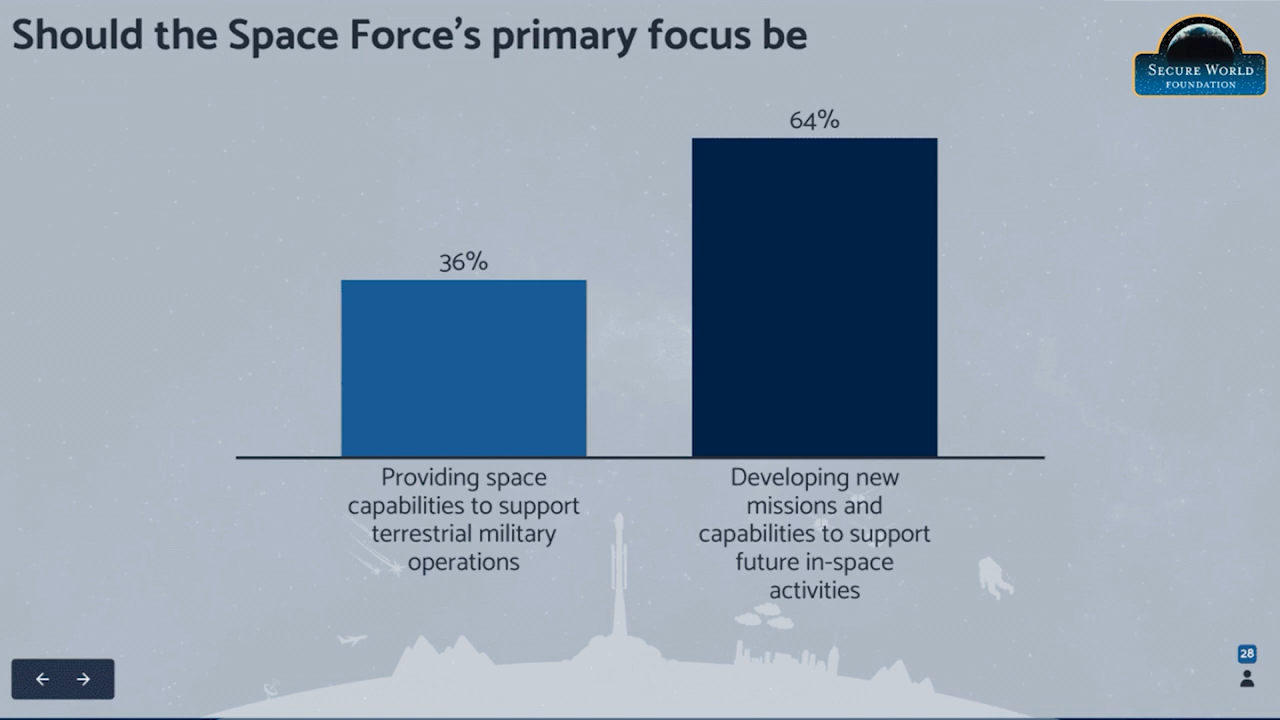 Should the Space Force's primary focus be
SECURE WORLD
FOUNDATION
64%
36%
Providing space
capabilities to support
terrestrial military
operations
Developing new
missions and
capabilities to support
future in-space
activities
28